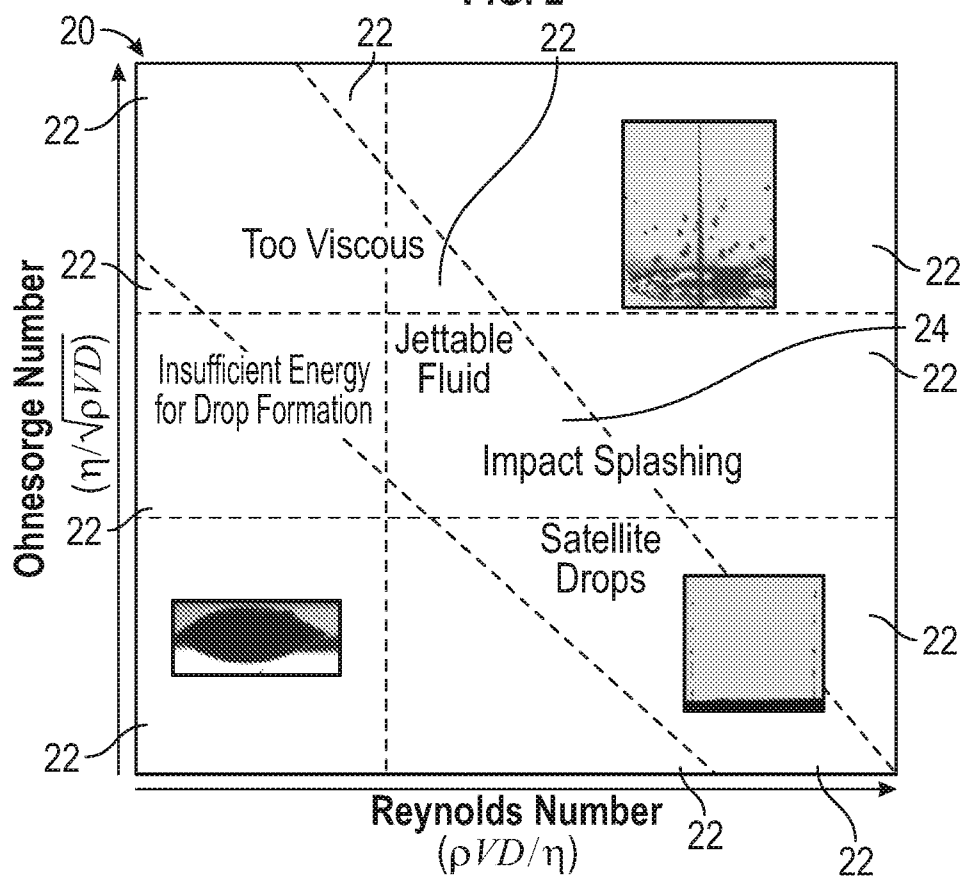 20
22
22
22
Too Viscous
22
22
Jettable
Fluid
24
22
Insufficient Energy
for Drop Formation
Impact Splashing
Ohnesorge Number
(η/√ρVD)
22
Satellite
Drops
22
22
22
22
Reynolds Number
(ρVD/η)